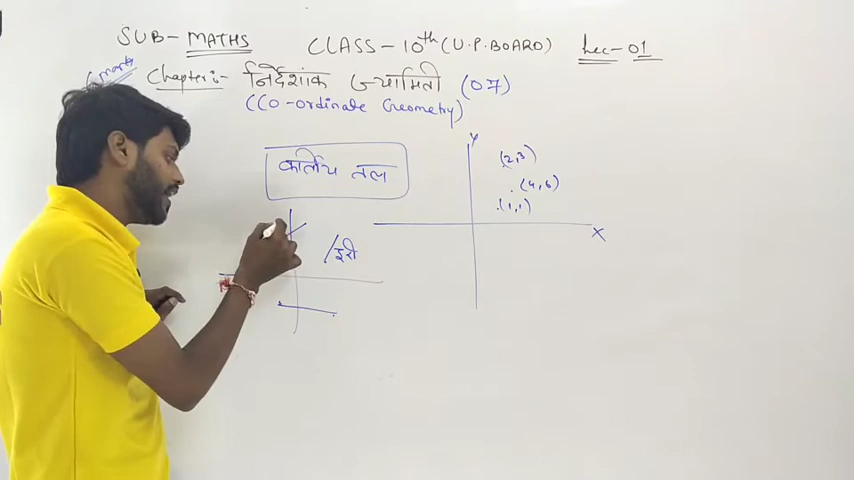 SUB- MATHS CLASS-10th (U.P.BOARD) Lec-01
Chapter:- निर्देशांक ज्यामिती (07)
(CO-ordinate Geometry)
कार्तीय तल
Y
(2,3)
(4,6)
(1,1)
X
/दूरी